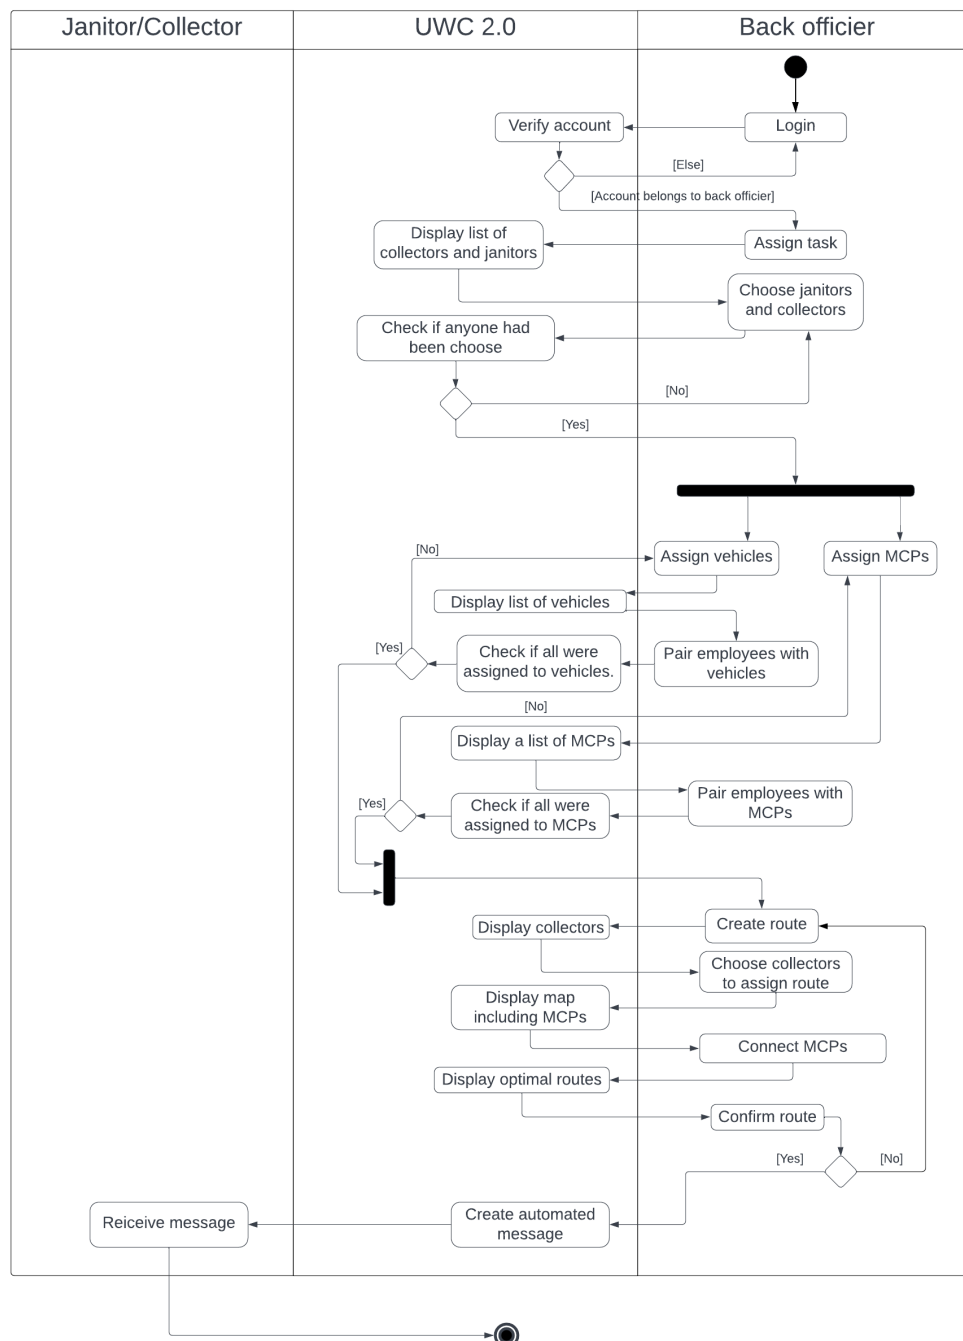 Janitor/Collector
UWC 2.0
Back officier
Login
Verify account
[Else]
[Account belongs to back officier]
Assign task
Display list of
collectors and janitors
Choose janitors
and collectors
Check if anyone had
been choose
[No]
[Yes]
Assign vehicles
Assign MCPs
[No]
Display list of vehicles
Pair employees with
vehicles
Check if all were
assigned to vehicles.
[Yes]
[No]
Display a list of MCPs
Pair employees with
MCPs
Check if all were
assigned to MCPs
[Yes]
Create route
Display collectors
Choose collectors
to assign route
Display map
including MCPs
Connect MCPs
Display optimal routes
Confirm route
[Yes]
[No]
Create automated
message
Reiceive message